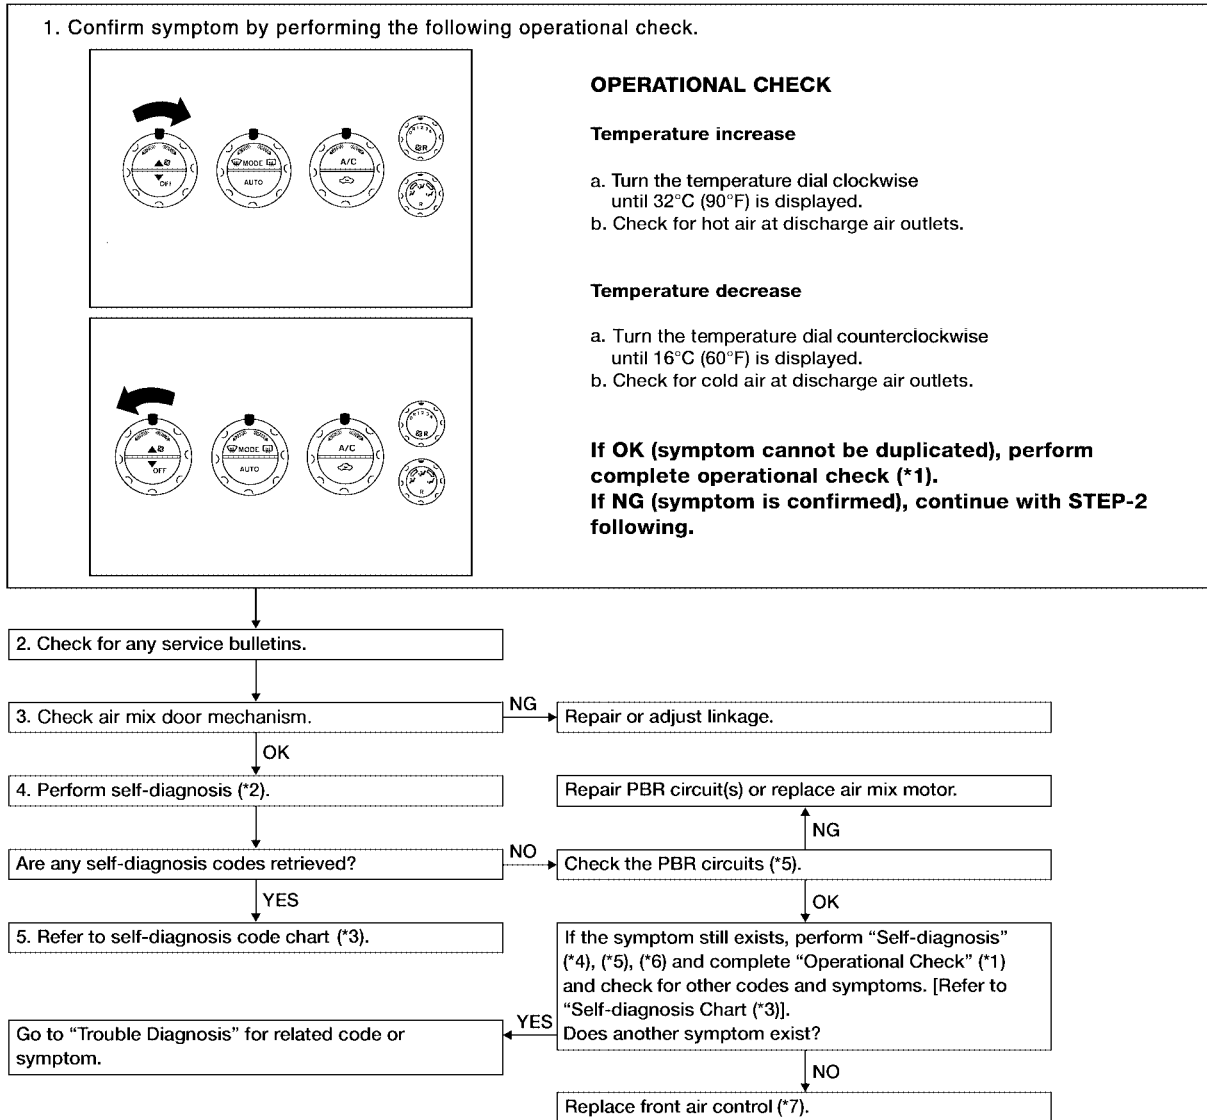 1. Confirm symptom by performing the following operational check.
OFF
MODE
AUTO
A/C
R
R
OPERATIONAL CHECK
Temperature increase
a. Turn the temperature dial clockwise
until 32°C (90°F) is displayed.
b. Check for hot air at discharge air outlets.
OFF
MODE
AUTO
A/C
R
R
Temperature decrease
a. Turn the temperature dial counterclockwise
until 16°C (60°F) is displayed.
b. Check for cold air at discharge air outlets.
If OK (symptom cannot be duplicated), perform
complete operational check (*1).
If NG (symptom is confirmed), continue with STEP-2
following.
2. Check for any service bulletins.
3. Check air mix door mechanism.
NG
Repair or adjust linkage.
OK
4. Perform self-diagnosis (*2).
Repair PBR circuit(s) or replace air mix motor.
NG
Are any self-diagnosis codes retrieved?
NO
Check the PBR circuits (*5).
YES
OK
5. Refer to self-diagnosis code chart (*3).
If the symptom still exists, perform “Self-diagnosis”
(*4), (*5), (*6) and complete “Operational Check” (*1)
and check for other codes and symptoms. [Refer to
“Self-diagnosis Chart (*3)].
Does another symptom exist?
YES
Go to “Trouble Diagnosis” for related code or
symptom.
NO
Replace front air control (*7).